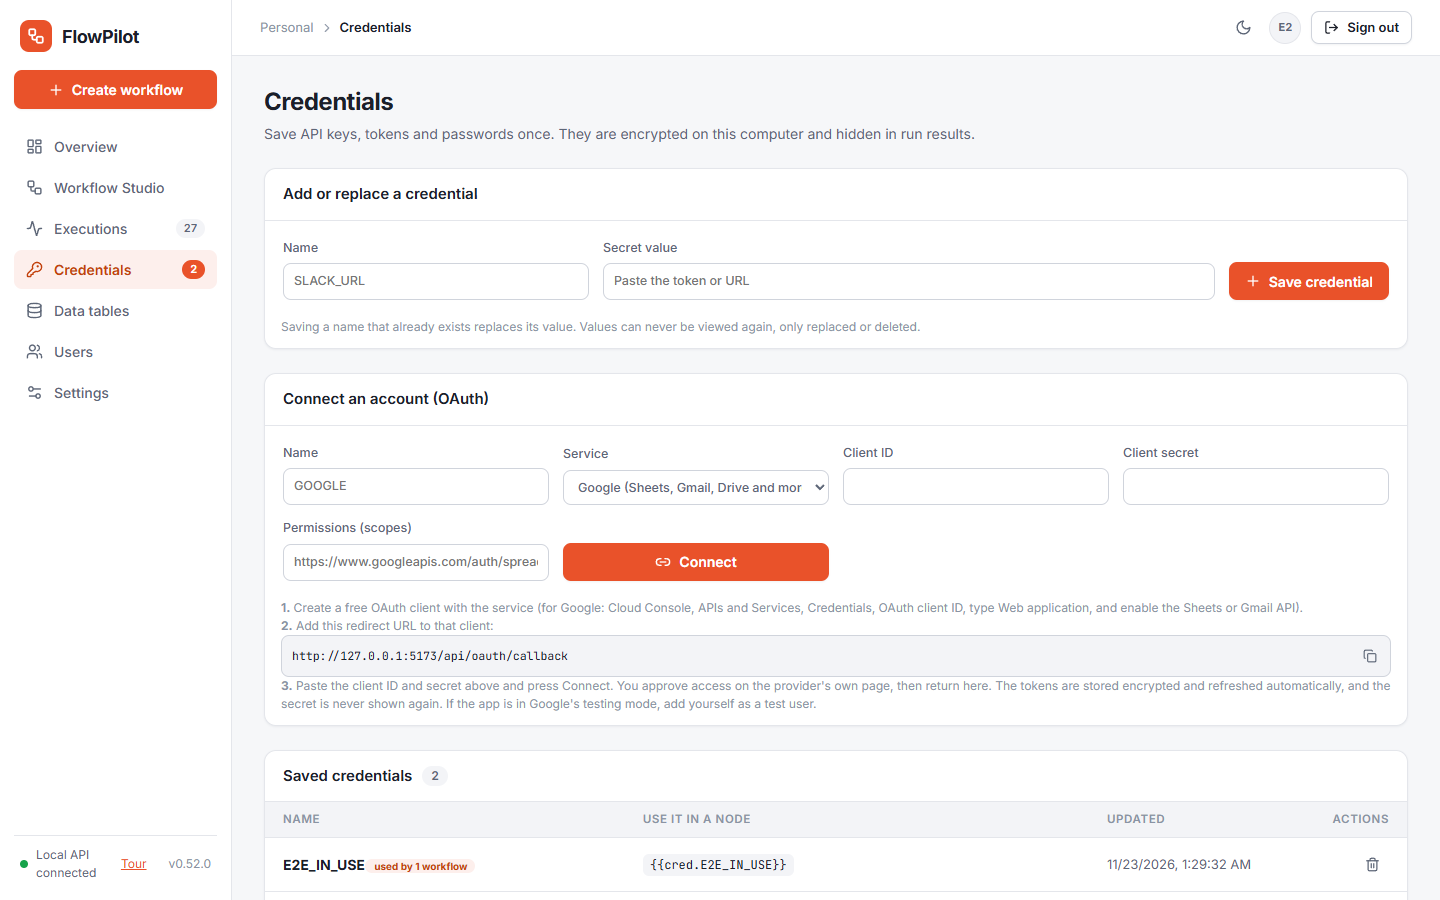 FlowPilot
Create workflow
Overview
Workflow Studio
Executions 27
Credentials 2
Data tables
Users
Settings
Local API connected
Tour
v0.52.0
Personal > Credentials
E2
Sign out
Credentials
Save API keys, tokens and passwords once. They are encrypted on this computer and hidden in run results.
Add or replace a credential
Name
Secret value
SLACK_URL
Paste the token or URL
Save credential
Saving a name that already exists replaces its value. Values can never be viewed again, only replaced or deleted.
Connect an account (OAuth)
Name
Service
Client ID
Client secret
GOOGLE
Google (Sheets, Gmail, Drive and mor
Permissions (scopes)
https://www.googleapis.com/auth/sprea
Connect
1. Create a free OAuth client with the service (for Google: Cloud Console, APIs and Services, Credentials, OAuth client ID, type Web application, and enable the Sheets or Gmail API).
2. Add this redirect URL to that client:
http://127.0.0.1:5173/api/oauth/callback
3. Paste the client ID and secret above and press Connect. You approve access on the provider's own page, then return here. The tokens are stored encrypted and refreshed automatically, and the
secret is never shown again. If the app is in Google's testing mode, add yourself as a test user.
Saved credentials 2
NAME
USE IT IN A NODE
UPDATED
ACTIONS
E2E_IN_USE used by 1 workflow
{{cred.E2E_IN_USE}}
11/23/2026, 1:29:32 AM